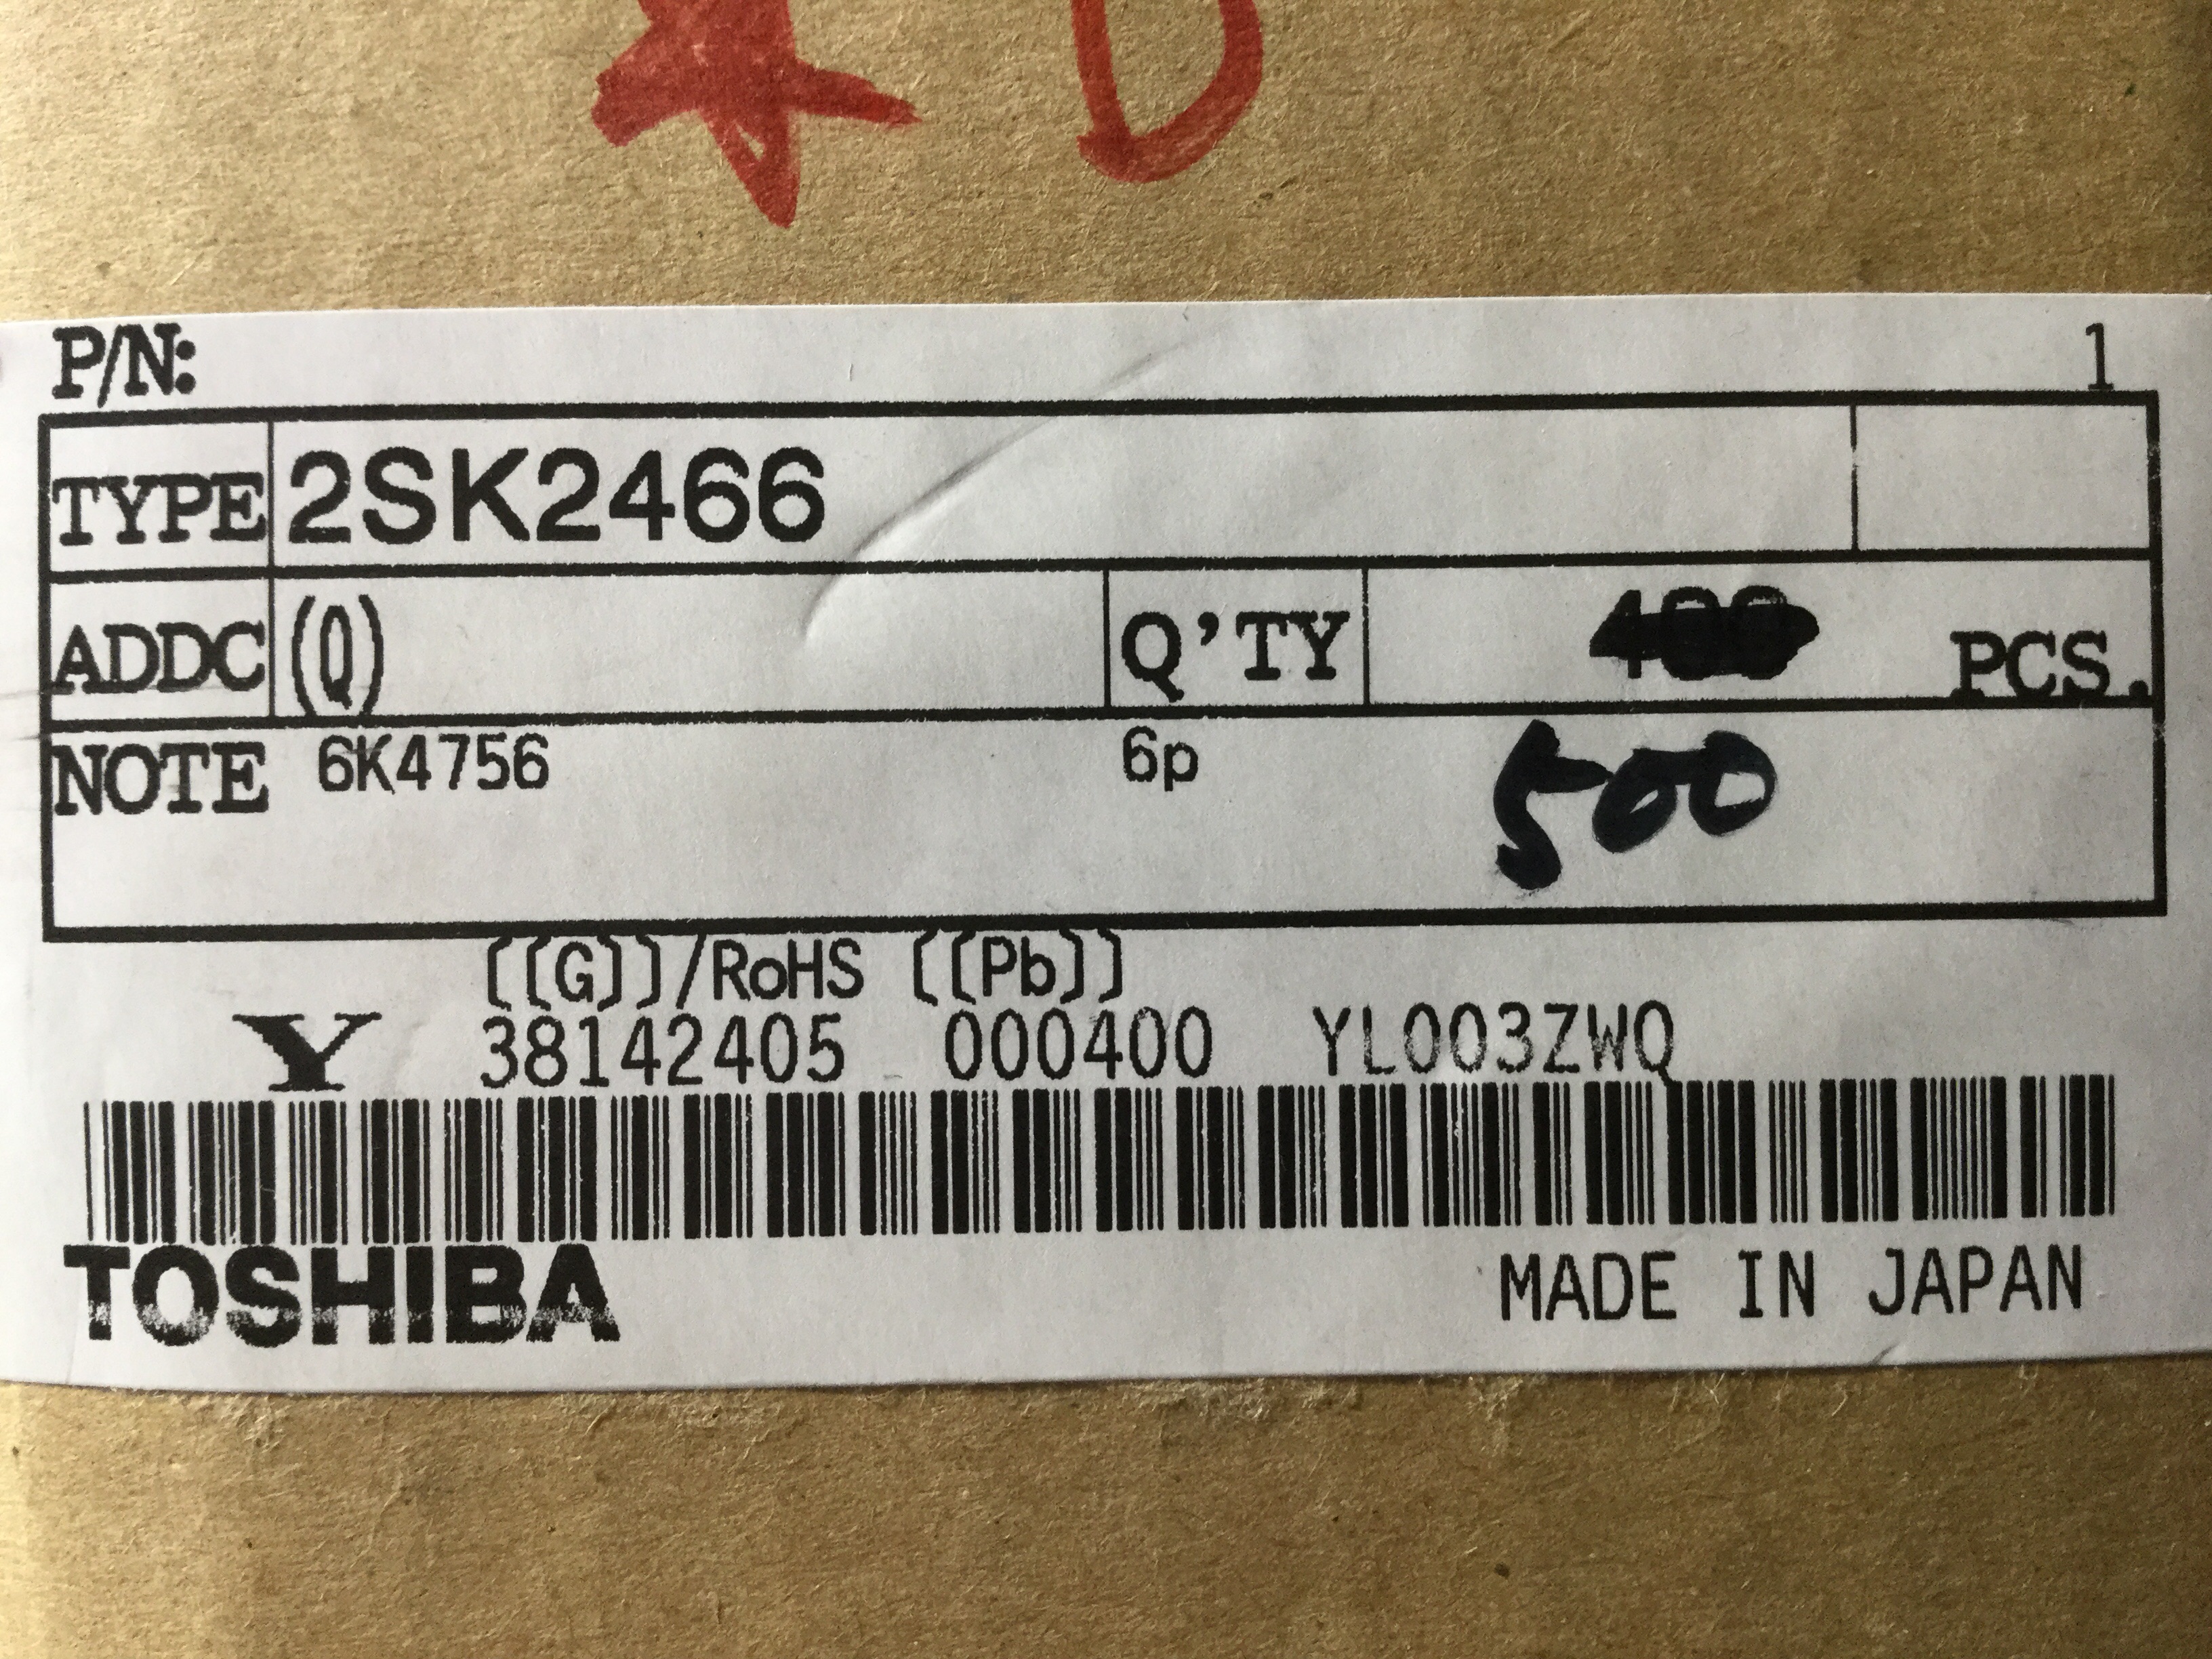 D
P/N: 1
TYPE 2SK2466
ADDC (Q) Q'TY 400 PCS.
NOTE 6K4756 6p 500
[[G]]/RoHS [[Pb]]
Y 38142405 000400 YL003ZWQ
TOSHIBA MADE IN JAPAN